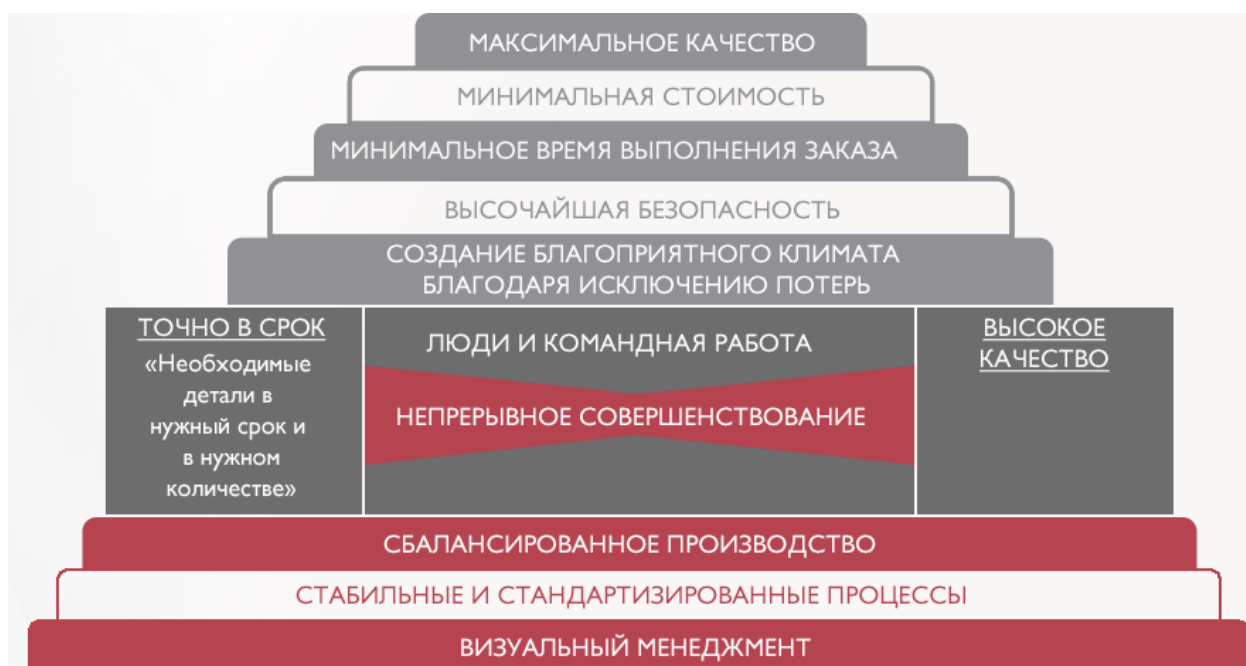 МАКСИМАЛЬНОЕ КАЧЕСТВО
МИНИМАЛЬНАЯ СТОИМОСТЬ
МИНИМАЛЬНОЕ ВРЕМЯ ВЫПОЛНЕНИЯ ЗАКАЗА
ВЫСОЧАЙШАЯ БЕЗОПАСНОСТЬ
СОЗДАНИЕ БЛАГОПРИЯТНОГО КЛИМАТА
БЛАГОДАРЯ ИСКЛЮЧЕНИЮ ПОТЕРЬ
ТОЧНО В СРОК
«Необходимые
детали в
нужный срок и
в нужном
количестве»
ЛЮДИ И КОМАНДНАЯ РАБОТА
НЕПРЕРЫВНОЕ СОВЕРШЕНСТВОВАНИЕ
ВЫСОКОЕ
КАЧЕСТВО
СБАЛАНСИРОВАННОЕ ПРОИЗВОДСТВО
СТАБИЛЬНЫЕ И СТАНДАРТИЗИРОВАННЫЕ ПРОЦЕССЫ
ВИЗУАЛЬНЫЙ МЕНЕДЖМЕНТ